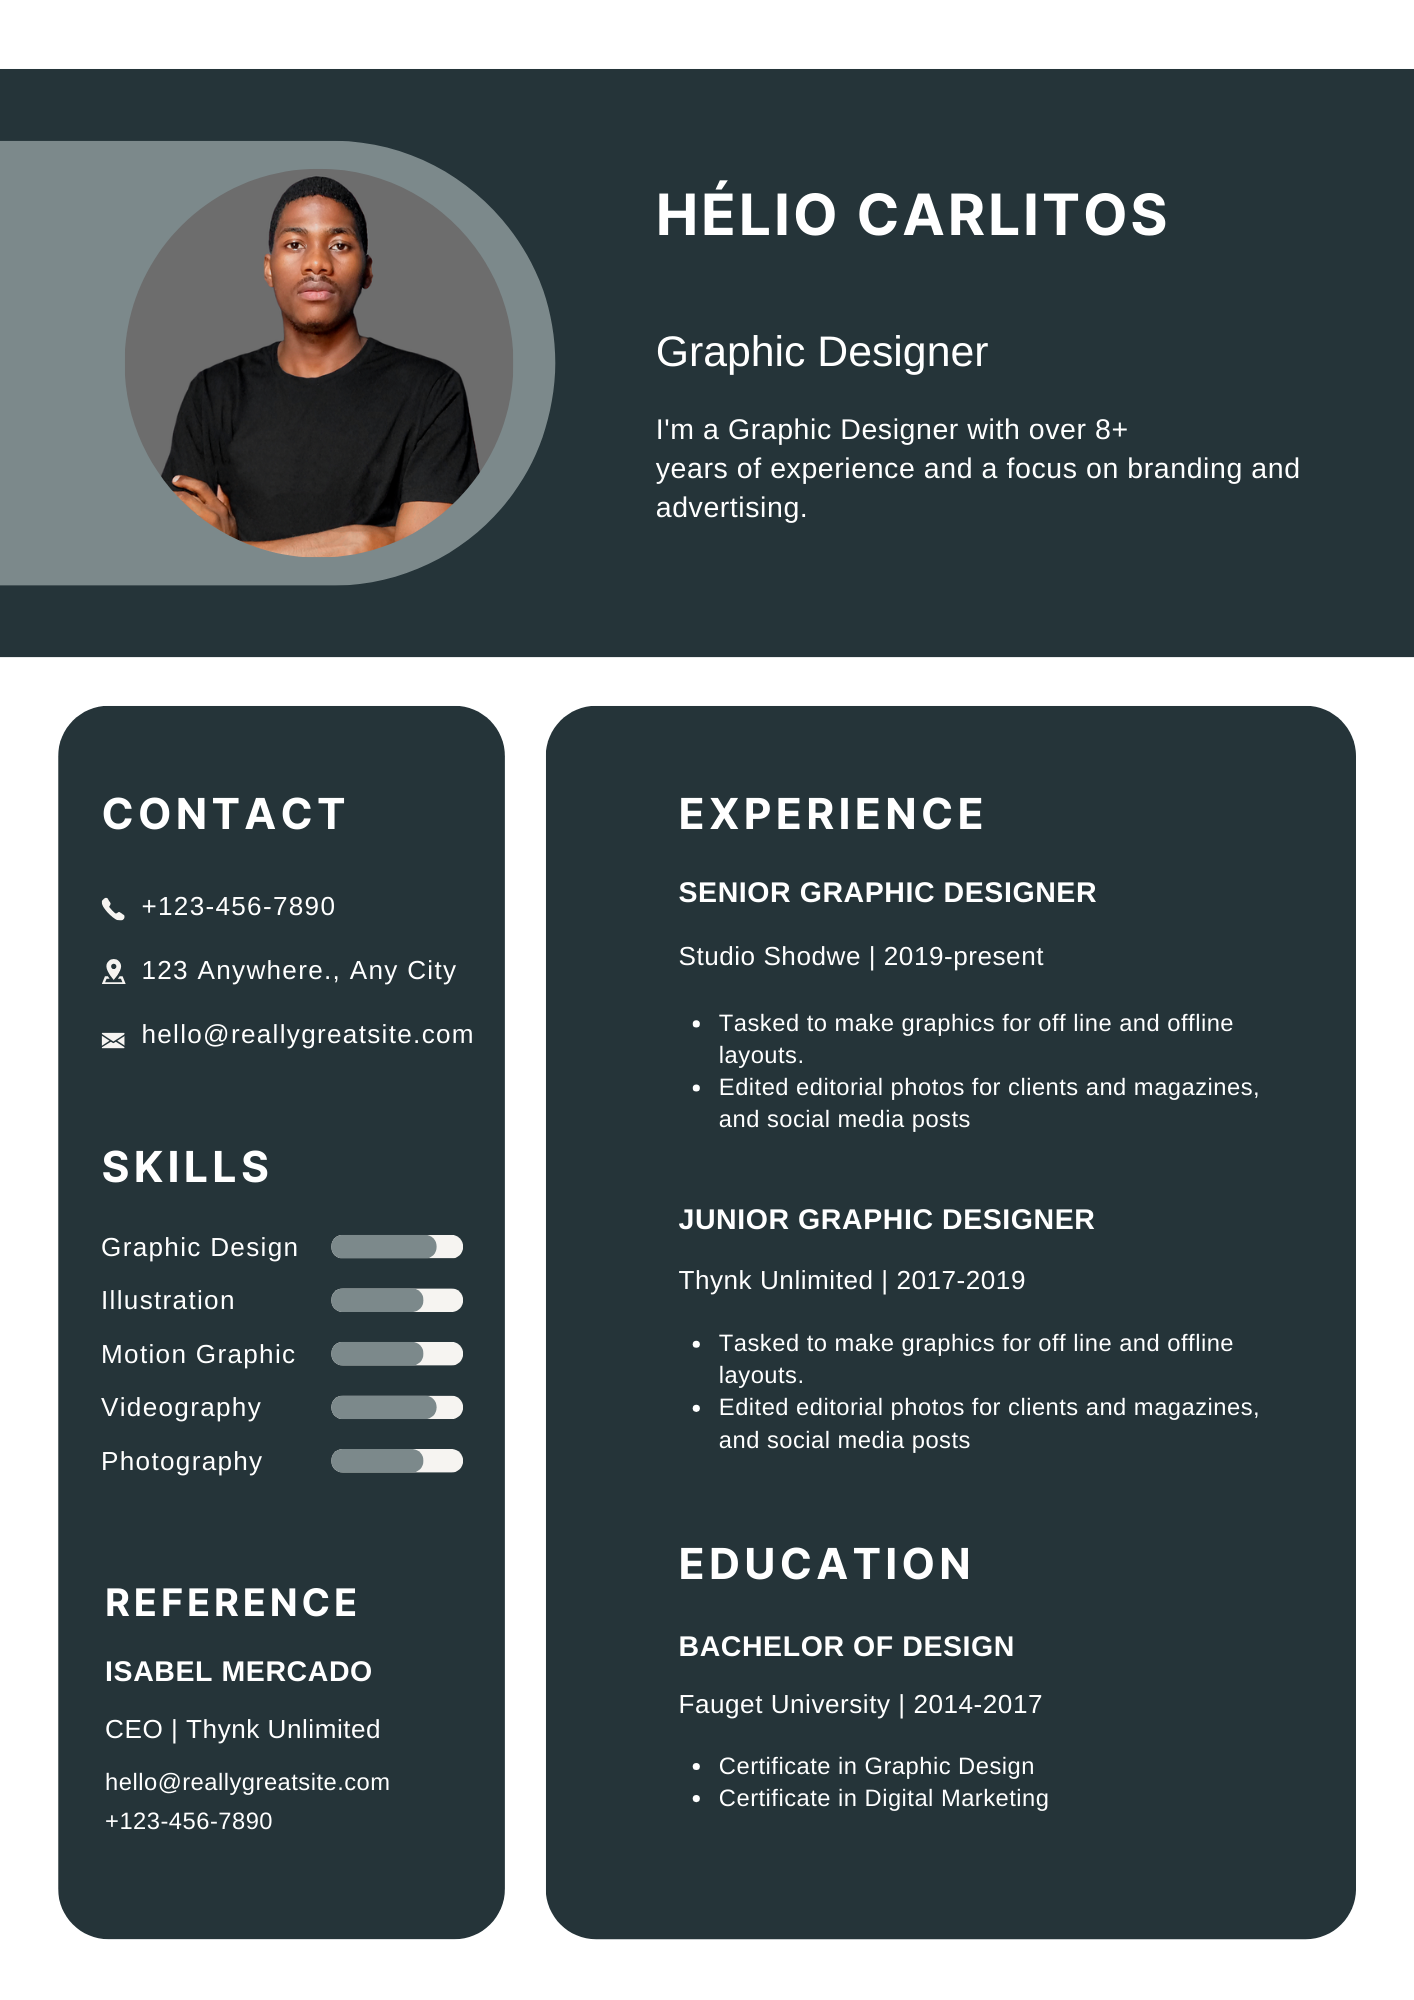 HÉLIO CARLITOS
Graphic Designer
I'm a Graphic Designer with over 8+
years of experience and a focus on branding and
advertising.
CONTACT
+123-456-7890
123 Anywhere., Any City
hello@reallygreatsite.com
SKILLS
Graphic Design
Illustration
Motion Graphic
Videography
Photography
REFERENCE
ISABEL MERCADO
CEO | Thynk Unlimited
hello@reallygreatsite.com
+123-456-7890
EXPERIENCE
SENIOR GRAPHIC DESIGNER
Studio Shodwe | 2019-present
• Tasked to make graphics for off line and offline
layouts.
• Edited editorial photos for clients and magazines,
and social media posts
JUNIOR GRAPHIC DESIGNER
Thynk Unlimited | 2017-2019
• Tasked to make graphics for off line and offline
layouts.
• Edited editorial photos for clients and magazines,
and social media posts
EDUCATION
BACHELOR OF DESIGN
Fauget University | 2014-2017
• Certificate in Graphic Design
• Certificate in Digital Marketing